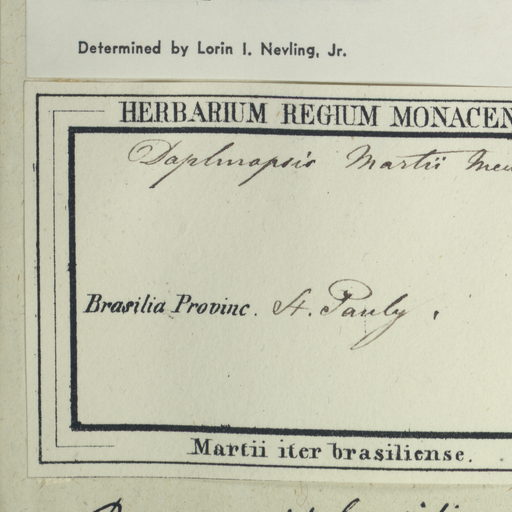 Determined by Lorin I. Nevling, Jr.
HERBARIUM REGIUM MONACEN
Daphnopsis Martii
Brasilia Provinc. St. Pauly.
Martii iter brasiliense.